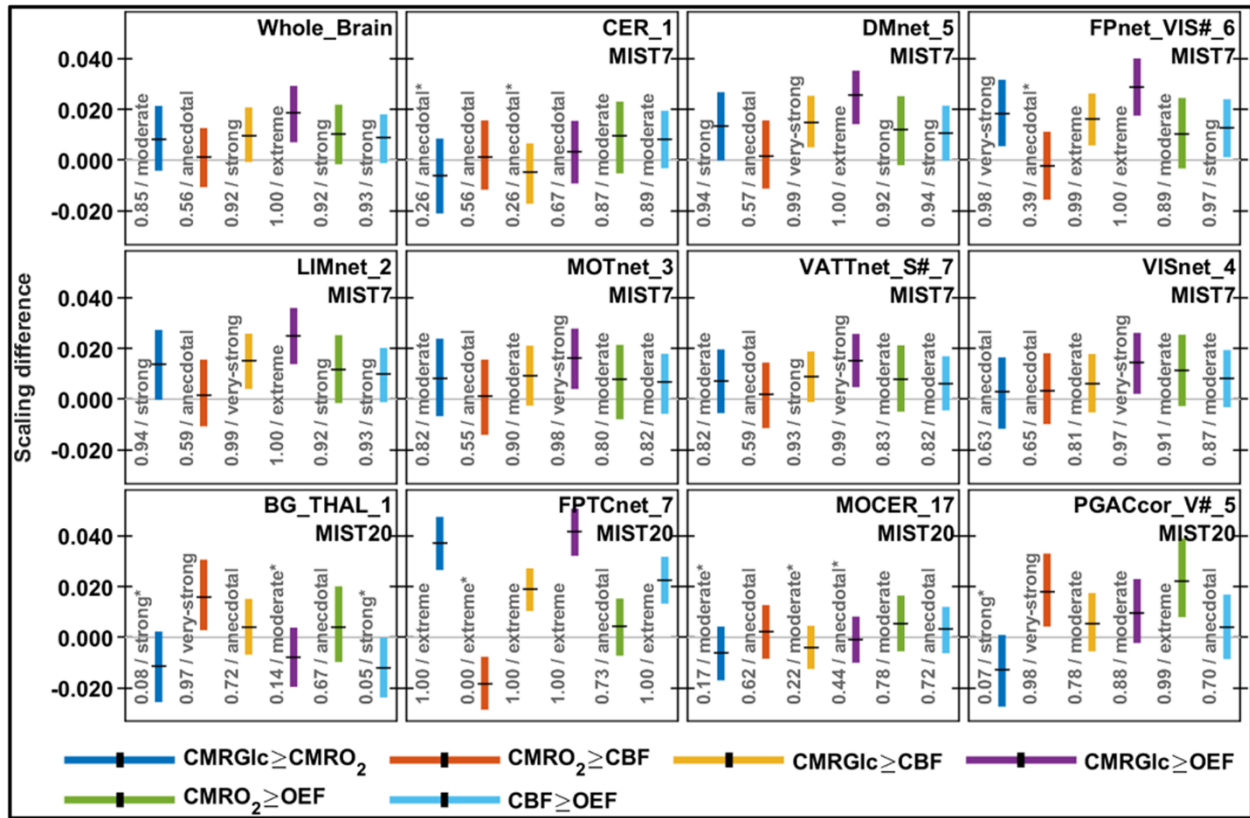 Whole_Brain
0.040
0.020
0.000
-0.020
0.85 / moderate
0.56 / anecdotal
0.92 / strong
1.00 / extreme
0.92 / strong
0.93 / strong
CER_1
MIST7
0.26 / anecdotal*
0.56 / anecdotal
0.26 / anecdotal*
0.67 / anecdotal
0.87 / moderate
0.89 / moderate
DMnet_5
MIST7
0.94 / strong
0.57 / anecdotal
0.99 / very-strong
1.00 / extreme
0.92 / strong
0.94 / strong
FPnet_VIS#_6
MIST7
0.98 / very-strong
0.39 / anecdotal*
0.99 / extreme
1.00 / extreme
0.89 / moderate
0.97 / strong
Scaling difference
LIMnet_2
MIST7
0.040
0.020
0.000
-0.020
0.94 / strong
0.59 / anecdotal
0.99 / very-strong
1.00 / extreme
0.92 / strong
0.93 / strong
MOTnet_3
MIST7
0.82 / moderate
0.55 / anecdotal
0.90 / moderate
0.98 / very-strong
0.80 / moderate
0.82 / moderate
VATTnet_S#_7
MIST7
0.82 / moderate
0.59 / anecdotal
0.93 / strong
0.99 / very-strong
0.83 / moderate
0.82 / moderate
VISnet_4
MIST7
0.63 / anecdotal
0.65 / anecdotal
0.81 / moderate
0.97 / very-strong
0.91 / moderate
0.87 / moderate
BG_THAL_1
MIST20
0.040
0.020
0.000
-0.020
0.08 / strong*
0.97 / very-strong
0.72 / anecdotal
0.14 / moderate*
0.67 / anecdotal
0.05 / strong*
FPTCnet_7
MIST20
1.00 / extreme
0.00 / extreme*
1.00 / extreme
1.00 / extreme
0.73 / anecdotal
1.00 / extreme
MOCER_17
MIST20
0.17 / moderate*
0.62 / anecdotal
0.22 / moderate*
0.44 / anecdotal*
0.78 / moderate
0.72 / anecdotal
PGACcor_V#_5
MIST20
0.07 / strong*
0.98 / very-strong
0.78 / moderate
0.88 / moderate
0.99 / extreme
0.70 / anecdotal
CMRGlc≥CMRO₂
CMRO₂≥CBF
CMRGlc≥CBF
CMRGlc≥OEF
CMRO₂≥OEF
CBF≥OEF